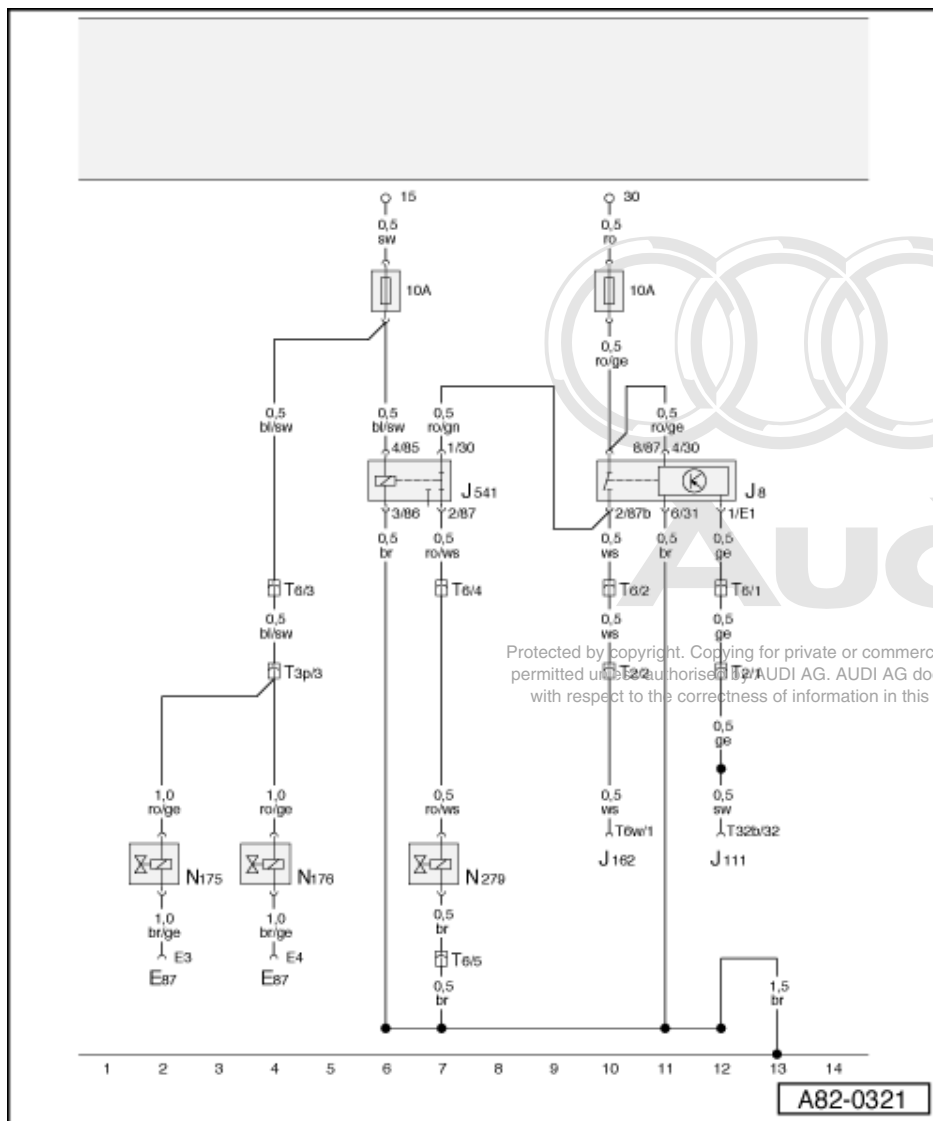 15
30
0,5
sw
0,5
ro
10A
10A
0,5
ro/ge
0,5
bl/sw
0,5
bl/sw
0,5
ro/gn
0,5
ro/ge
4/85
1/30
8/87
4/30
J541
J8
3/86
2/87
2/87b
6/31
1/E1
0,5
br
0,5
ro/ws
0,5
ws
0,5
br
0,5
ge
T6/3
T6/4
T6/2
T6/1
0,5
bl/sw
0,5
ws
0,5
ge
Protected by copyright. Copying for private or commerc
T3p/3
T2/2
T2/1
permitted unless authorised by AUDI AG. AUDI AG do
with respect to the correctness of information in this
0,5
ge
1,0
ro/ge
1,0
ro/ge
0,5
ro/ws
0,5
ws
0,5
sw
T6w/1
T32b/32
J162
J111
N175
N176
N279
1,0
br/ge
1,0
br/ge
0,5
br
E3
E4
T6/5
E87
E87
0,5
br
1,5
br
1 2 3 4 5 6 7 8 9 10 11 12 13 14
A82-0321
Aud